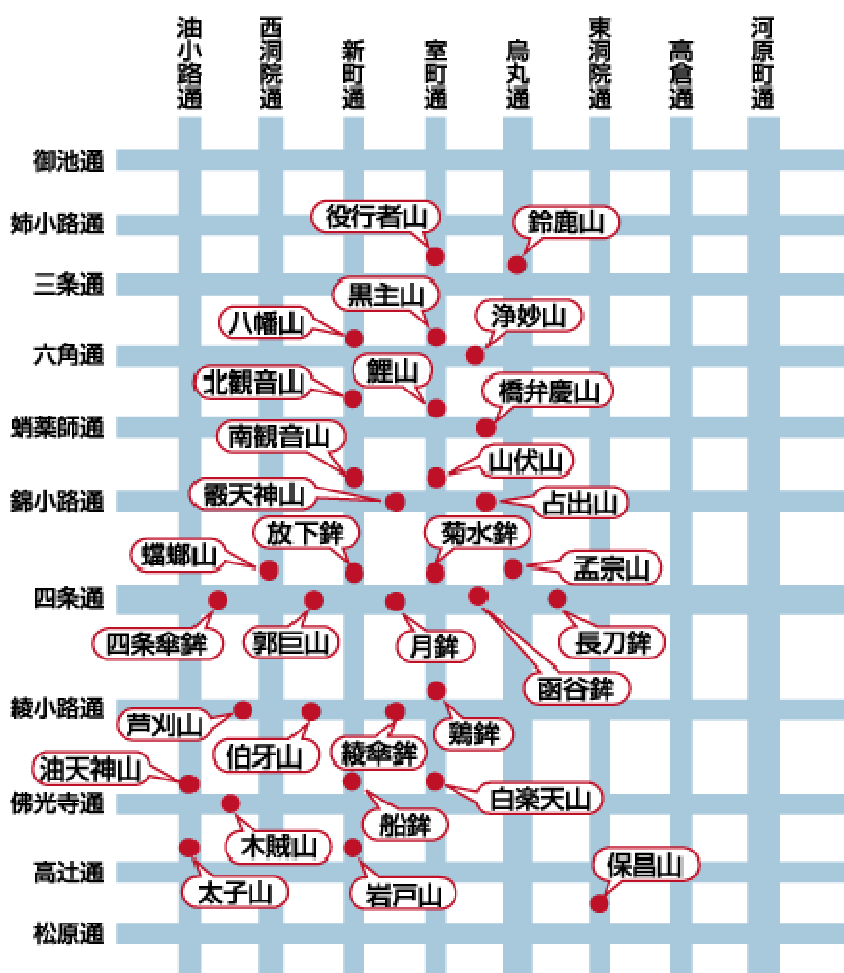 油小路通
西洞院通
新町通
室町通
烏丸通
東洞院通
高倉通
河原町通
御池通
姉小路通
役行者山
鈴鹿山
三条通
黒主山
八幡山
浄妙山
六角通
鯉山
北観音山
橋弁慶山
蛸薬師通
南観音山
山伏山
霰天神山
占出山
錦小路通
放下鉾
菊水鉾
蟷螂山
孟宗山
四条通
四条傘鉾
郭巨山
月鉾
長刀鉾
函谷鉾
綾小路通
芦刈山
鶏鉾
伯牙山
綾傘鉾
油天神山
白楽天山
佛光寺通
船鉾
木賊山
保昌山
高辻通
太子山
岩戸山
松原通